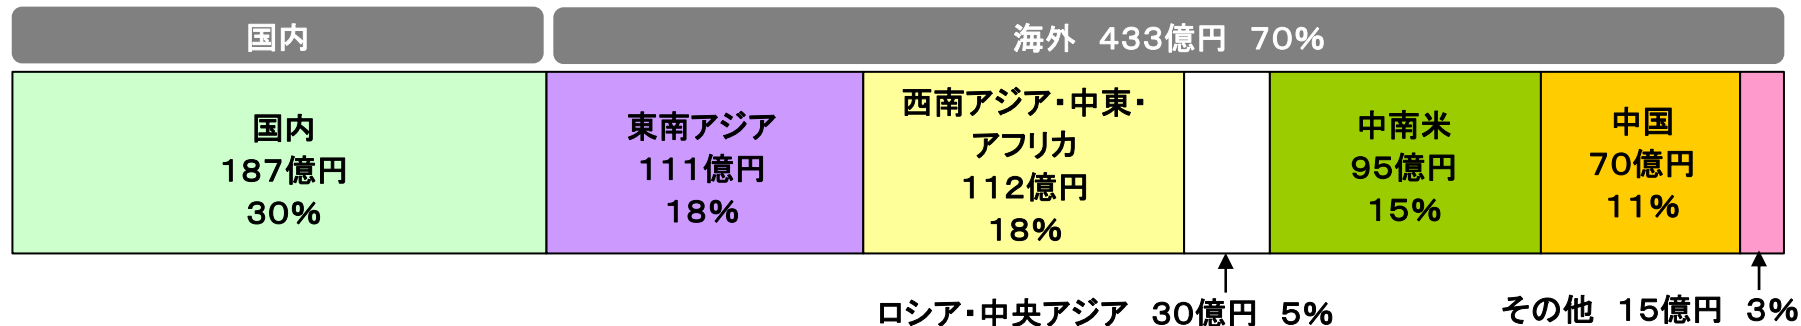 国内
海外　４３３億円　７０％
国内
１８７億円
３０％
東南アジア
１１１億円
１８％
西南アジア・中東・
アフリカ
１１２億円
１８％
中南米
９５億円
１５％
中国
７０億円
１１％
ロシア・中央アジア　３０億円　５％
その他　１５億円　３％